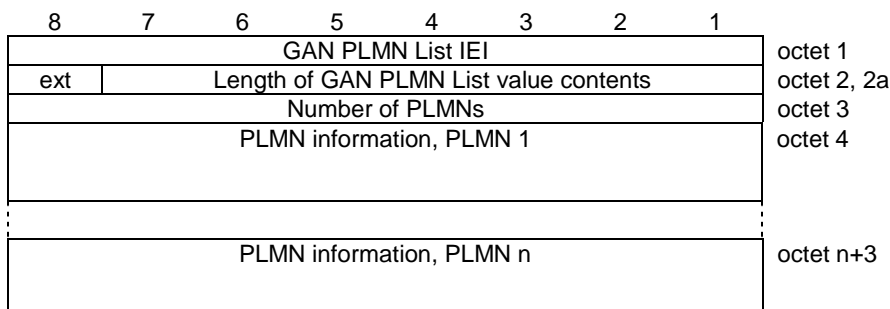 8 7 6 5 4 3 2 1
GAN PLMN List IEI octet 1
ext Length of GAN PLMN List value contents octet 2, 2a
Number of PLMNs octet 3
PLMN information, PLMN 1 octet 4
PLMN information, PLMN n octet n+3